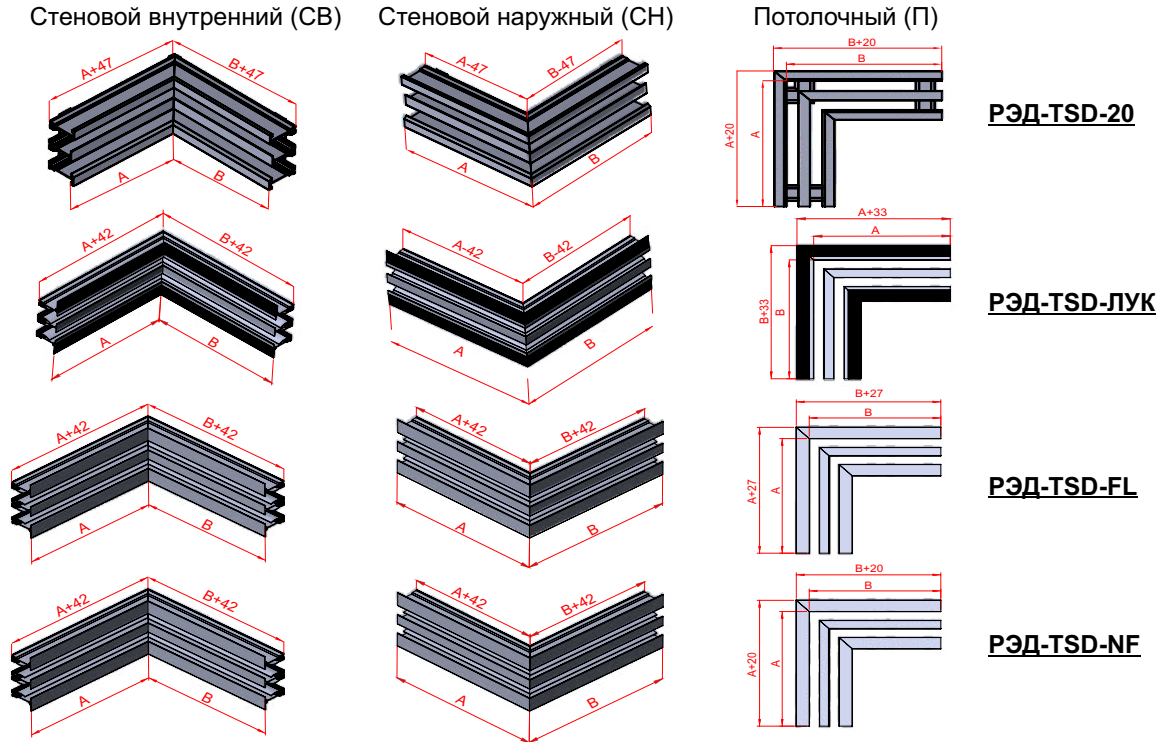 Стеновой внутренний (СВ) Стеновой наружный (СН) Потолочный (П)
A+47 B+47 A B
A-47 B-47 A B
B+20 B A+20 A
РЭД-TSD-20
A+42 B+42 A B
A-42 B-42 A B
A+33 A B+33 B
РЭД-TSD-ЛУК
A+42 B+42 A B
A+42 B+42 A B
B+27 B A+27 A
РЭД-TSD-FL
A+42 B+42 A B
A+42 B+42 A B
B+20 B A+20 A
РЭД-TSD-NF